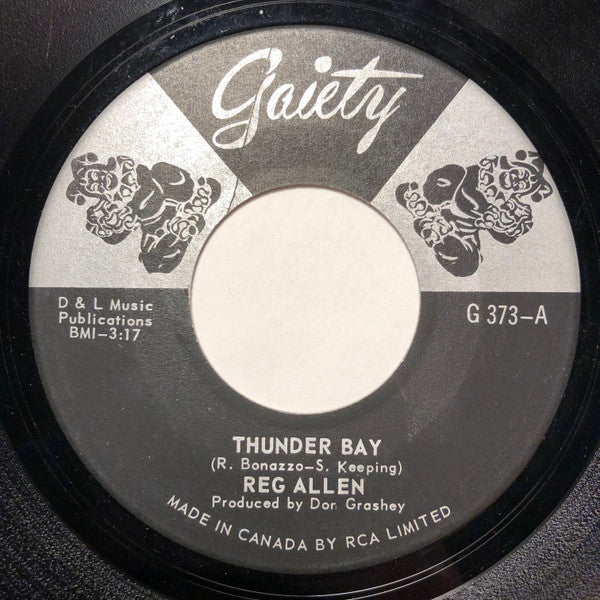 Gaiety
D & L Music
Publications
BMI-3:17
G 373-A
THUNDER BAY
(R. Bonazzo-S. Keeping)
REG ALLEN
Produced by Don Grashey
MADE IN CANADA BY RCA LIMITED